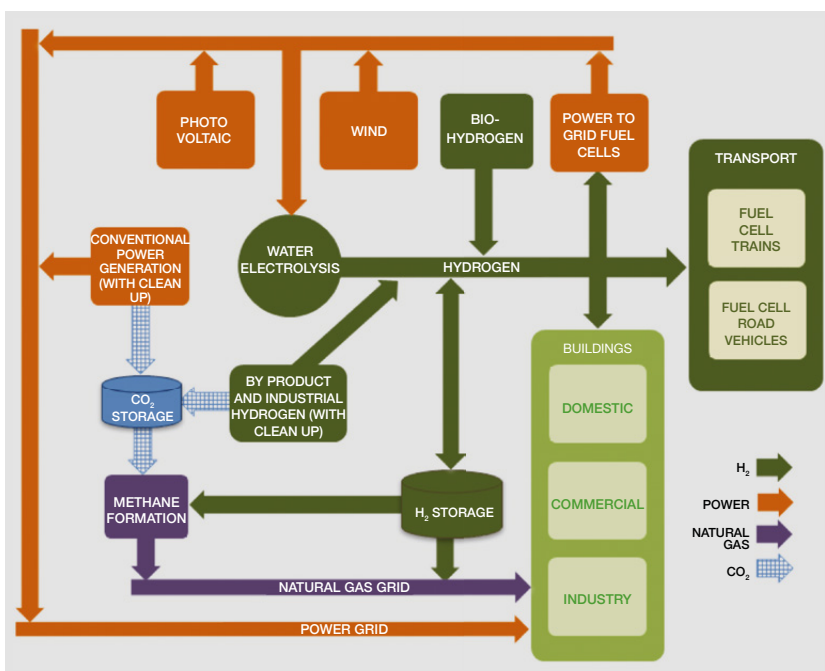 PHOTO
VOLTAIC
WIND
BIO-
HYDROGEN
POWER TO
GRID FUEL
CELLS
TRANSPORT
FUEL
CELL
TRAINS
FUEL CELL
ROAD
VEHICLES
CONVENTIONAL
POWER
GENERATION
(WITH CLEAN
UP)
WATER
ELECTROLYSIS
HYDROGEN
CO₂
STORAGE
BY PRODUCT
AND INDUSTRIAL
HYDROGEN (WITH
CLEAN UP)
BUILDINGS
DOMESTIC
COMMERCIAL
INDUSTRY
METHANE
FORMATION
H₂ STORAGE
NATURAL GAS GRID
POWER GRID
H₂
POWER
NATURAL
GAS
CO₂